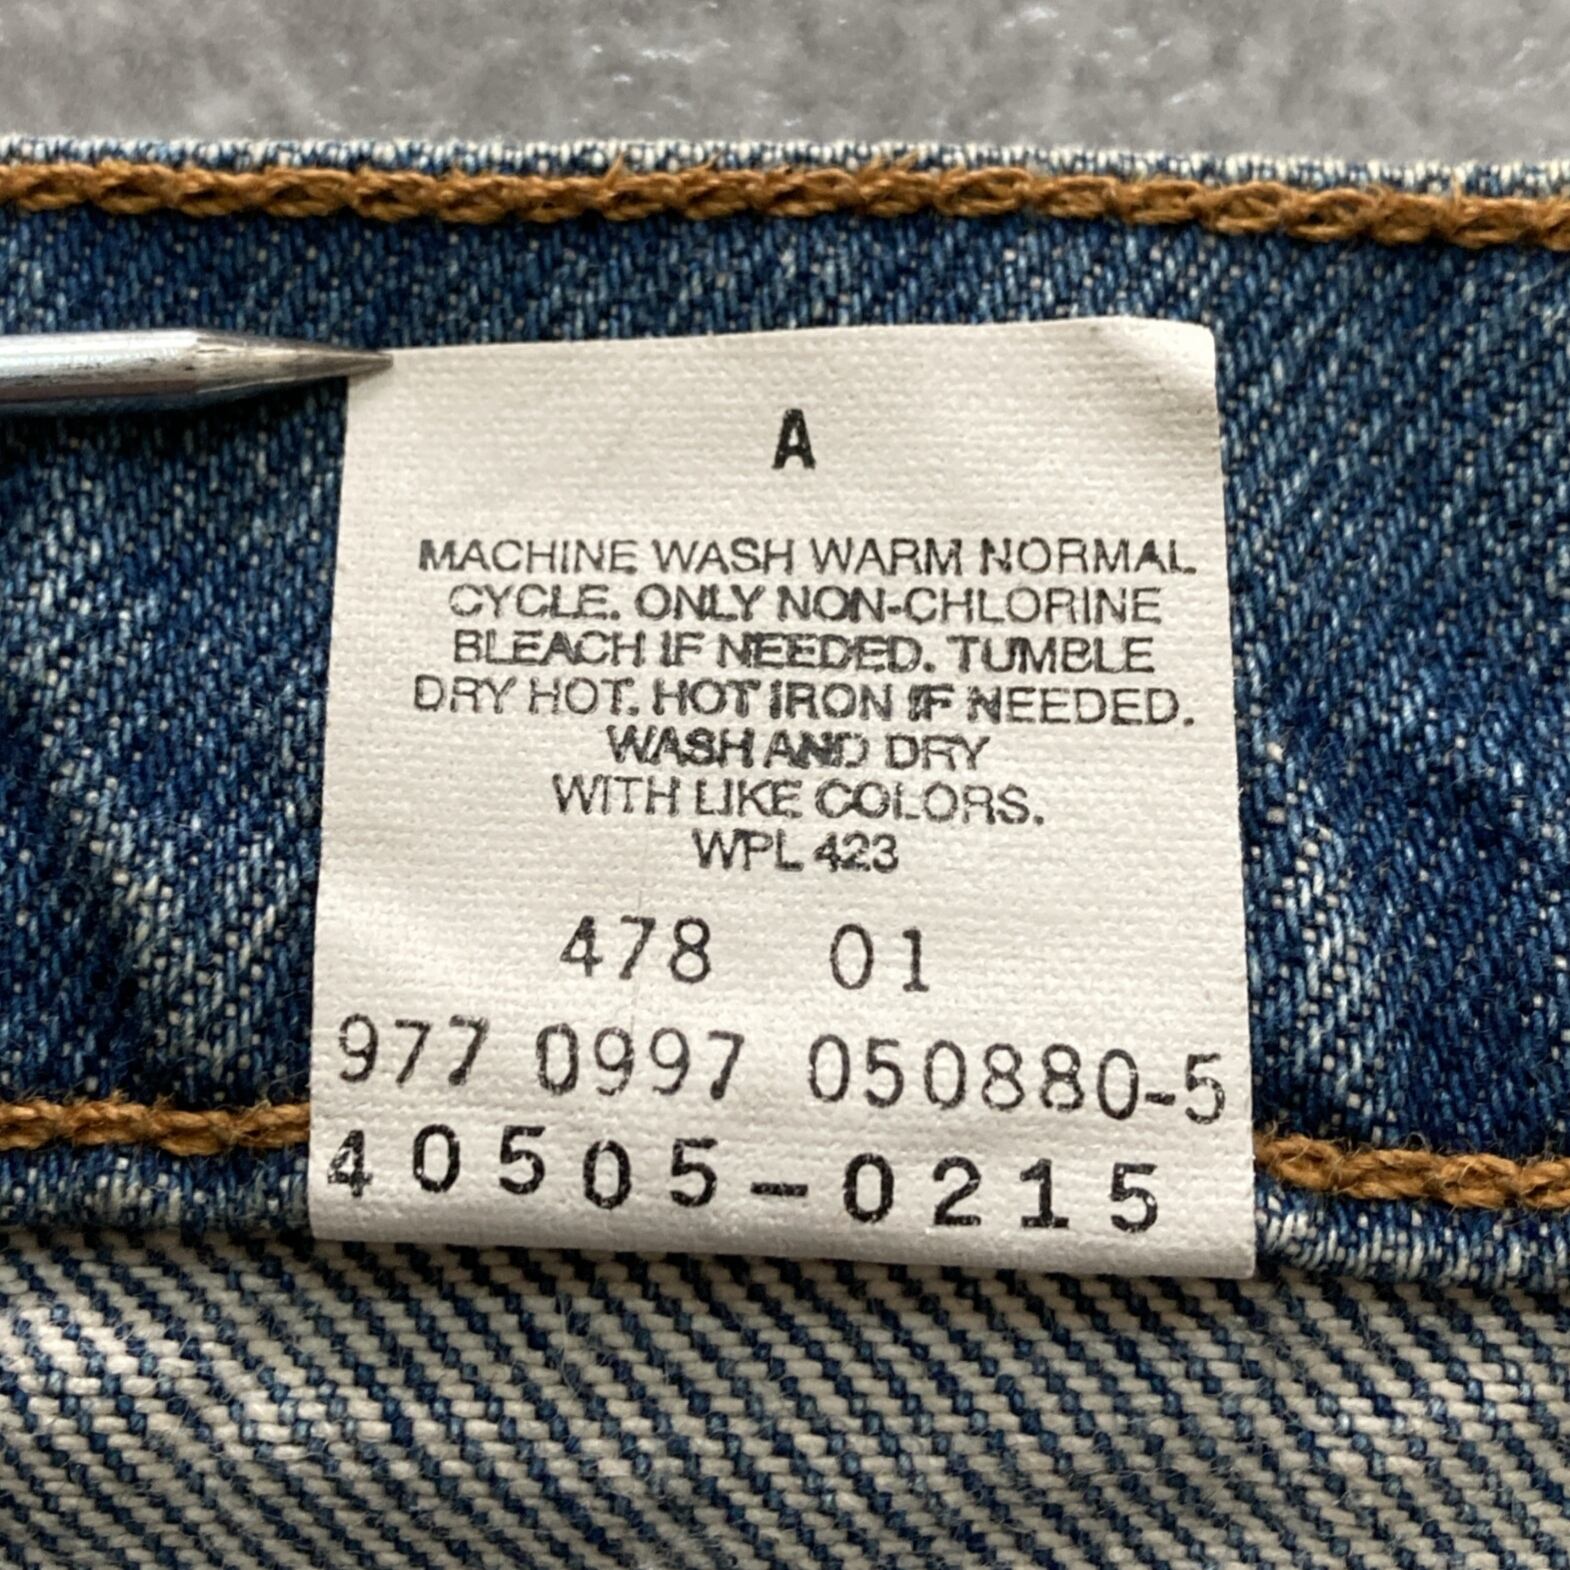 A
MACHINE WASH WARM NORMAL
CYCLE. ONLY NON-CHLORINE
BLEACH IF NEEDED. TUMBLE
DRY HOT. HOT IRON IF NEEDED.
WASH AND DRY
WITH LIKE COLORS.
WPL 423
478 01
977 0997 050880-5
40505-0215